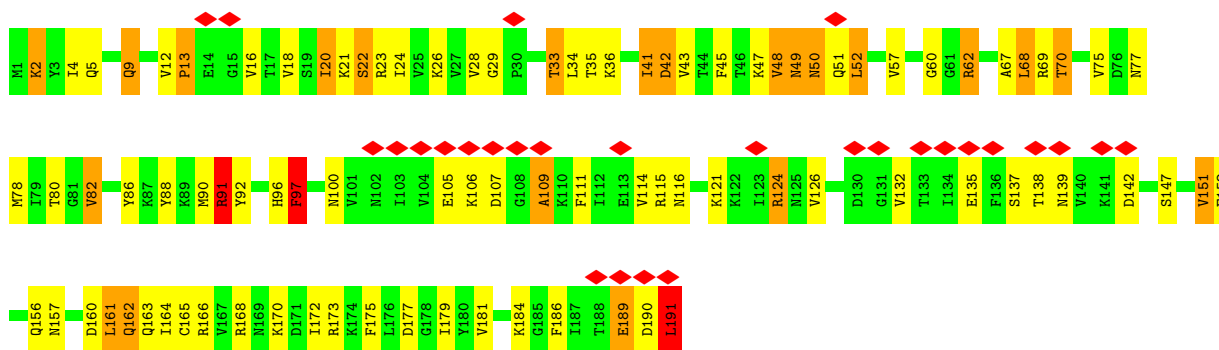 M1 K2 Y3 I4 Q5 Q9 V12 P13 E14 G15 V16 T17 V18 S19 I20 K21 S22 R23 I24 V25 K26 V27 V28 G29 P30 T33 L34 T35 K36 I41 D42 V43 T44 F45 T46 K47 V48 N49 N50 Q51 L52 V57 G60 G61 R62 A67 L68 R69 T70 V75 D76 N77
M78 I79 T80 G81 V82 Y86 K87 Y88 K89 M90 R91 Y92 H96 F97 N100 V101 N102 I103 V104 E105 K106 D107 G108 A109 K110 F111 I112 E113 V114 R115 N116 K121 K122 I123 R124 N125 V126 D130 G131 V132 T133 I134 E135 F136 S137 T138 N139 V140 K141 D142 S147 V151
Q156 N157 D160 L161 Q162 Q163 I164 C165 R166 V167 R168 N169 K170 D171 I172 R173 K174 F175 L176 D177 G178 I179 Y180 V181 K184 G185 F186 I187 T188 E189 D190 L191